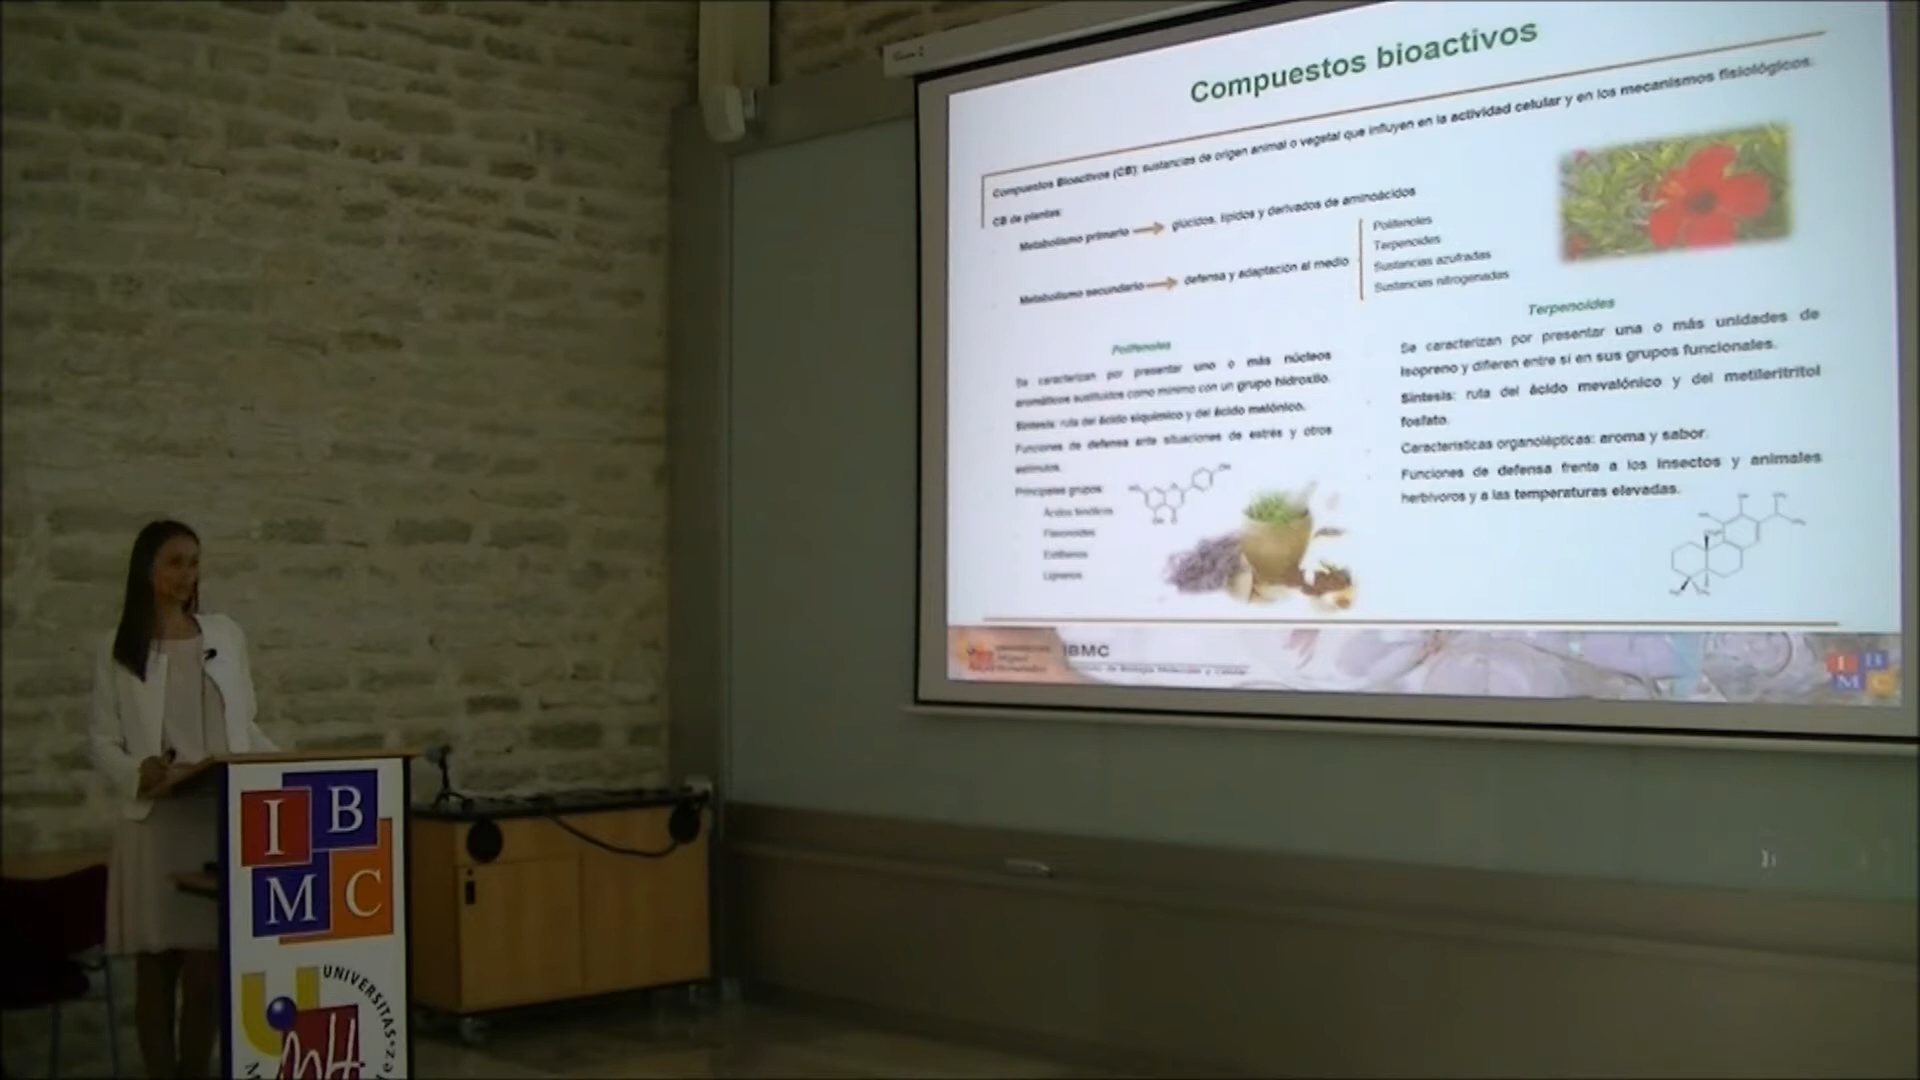 Compuestos bioactivos
Compuestos Bioactivos (CB): sustancias de origen animal o vegetal que influyen en la actividad celular y en los mecanismos fisiológicos.
CB de plantas:
Metabolismo primario
glúcidos, lípidos y derivados de aminoácidos
Metabolismo secundario
defensa y adaptación al medio
Polifenoles
Terpenoides
Sustancias azufradas
Sustancias nitrogenadas
Polifenoles
Se caracterizan por presentar uno o más núcleos
aromáticos sustituidos como mínimo con un grupo hidroxilo.
Síntesis: ruta del ácido siquímico y del ácido malónico.
Funciones de defensa ante situaciones de estrés y otros
estímulos.
Principales grupos:
Ácidos fenólicos
Flavonoides
Estilbenos
Lignanos
Terpenoides
Se caracterizan por presentar una o más unidades de
isopreno y difieren entre sí en sus grupos funcionales.
Síntesis: ruta del ácido mevalónico y del metileritritol
fosfato.
Características organolépticas: aroma y sabor.
Funciones de defensa frente a los insectos y animales
herbívoros y a las temperaturas elevadas.
IBMC
I B
M C
I B
M C
UNIVERSITAS